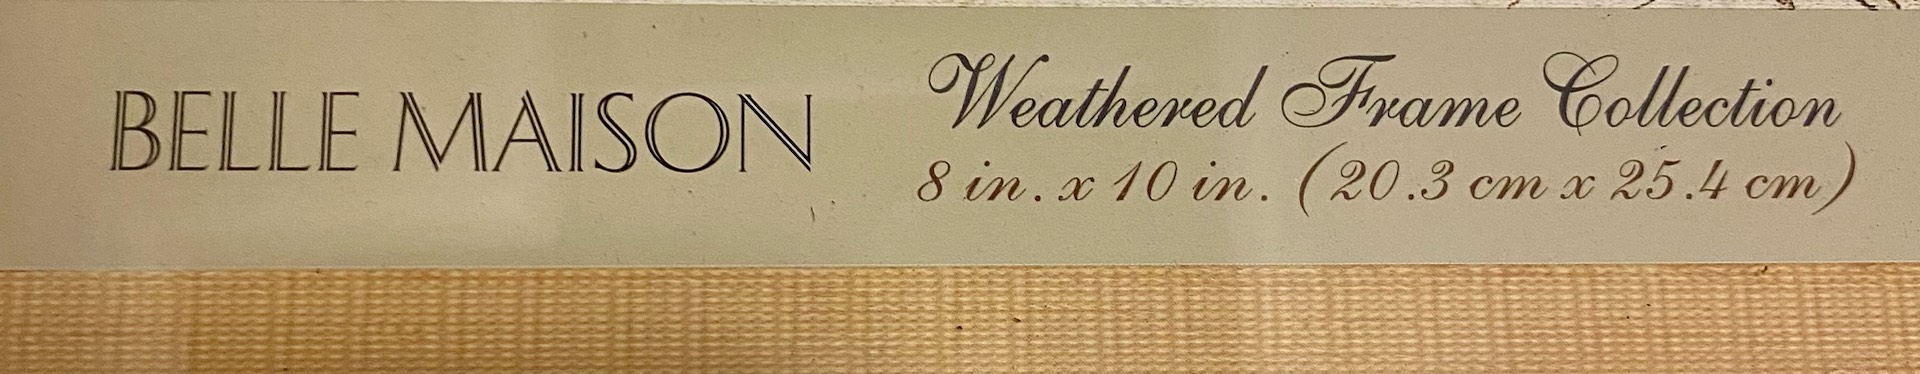 BELLE MAISON
Weathered Frame Collection
8 in. x 10 in. (20.3 cm x 25.4 cm)